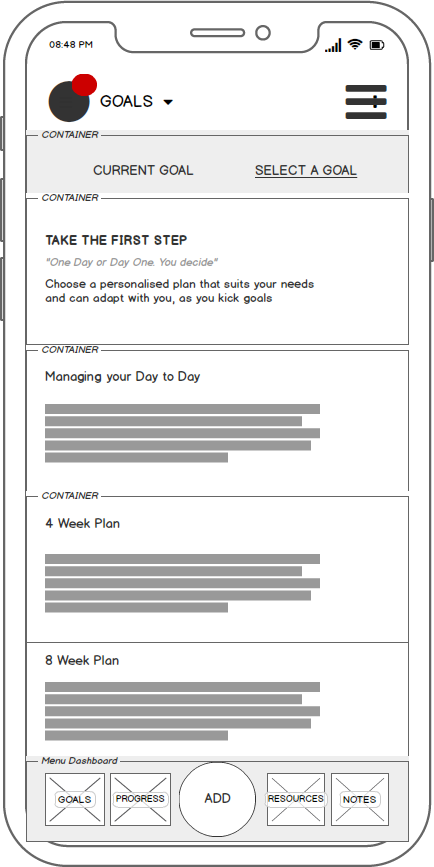 08:48 PM
GOALS
CONTAINER
CURRENT GOAL
SELECT A GOAL
CONTAINER
TAKE THE FIRST STEP
"One Day or Day One. You decide"
Choose a personalised plan that suits your needs
and can adapt with you, as you kick goals
CONTAINER
Managing your Day to Day
CONTAINER
4 Week Plan
8 Week Plan
Menu Dashboard
GOALS
PROGRESS
ADD
RESOURCES
NOTES